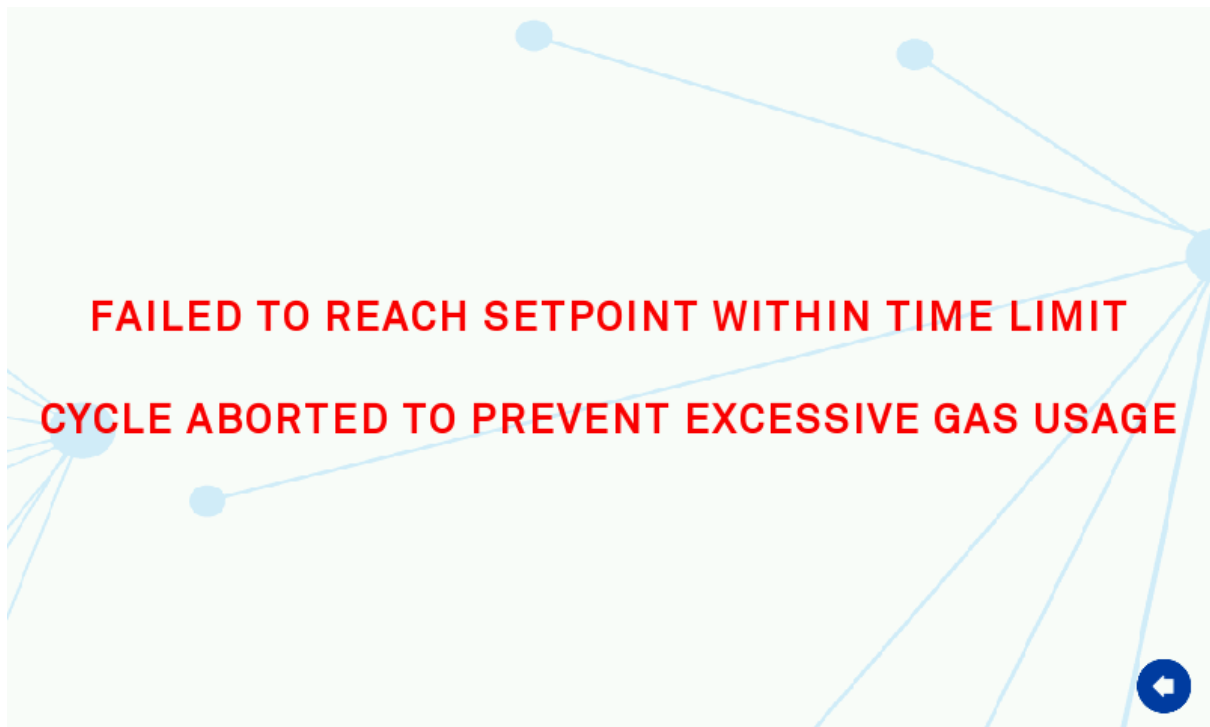 FAILED TO REACH SETPOINT WITHIN TIME LIMIT
CYCLE ABORTED TO PREVENT EXCESSIVE GAS USAGE